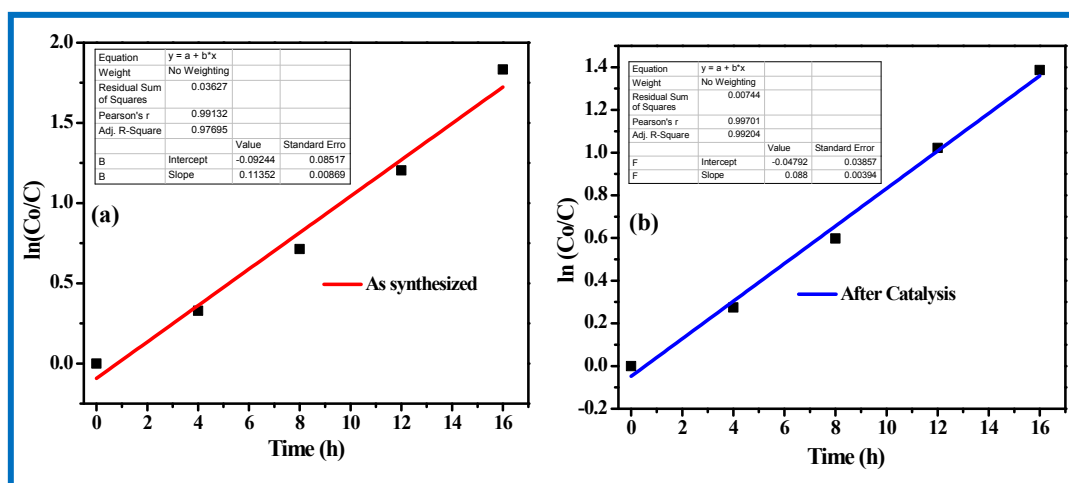 Equation y = a + b*x
Weight No Weighting
Residual Sum of Squares 0.03627
Pearson's r 0.99132
Adj. R-Square 0.97695
Value Standard Erro
B Intercept -0.09244 0.08517
B Slope 0.11352 0.00869
(a)
As synthesized
ln(Co/C)
2.0
1.5
1.0
0.5
0.0
0 2 4 6 8 10 12 14 16
Time (h)
Equation y = a + b*x
Weight No Weighting
Residual Sum of Squares 0.00744
Pearson's r 0.99701
Adj. R-Square 0.99204
Value Standard Error
F Intercept -0.04792 0.03857
F Slope 0.088 0.00394
(b)
After Catalysis
ln (Co/C)
1.4
1.2
1.0
0.8
0.6
0.4
0.2
0.0
-0.2
0 2 4 6 8 10 12 14 16
Time (h)